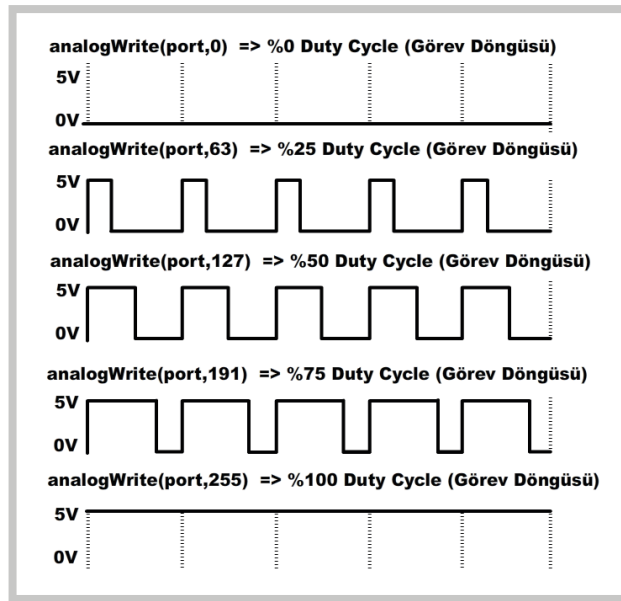 analogWrite(port,0) => %0 Duty Cycle (Görev Döngüsü)
5V
0V
analogWrite(port,63) => %25 Duty Cycle (Görev Döngüsü)
5V
0V
analogWrite(port,127) => %50 Duty Cycle (Görev Döngüsü)
5V
0V
analogWrite(port,191) => %75 Duty Cycle (Görev Döngüsü)
5V
0V
analogWrite(port,255) => %100 Duty Cycle (Görev Döngüsü)
5V
0V